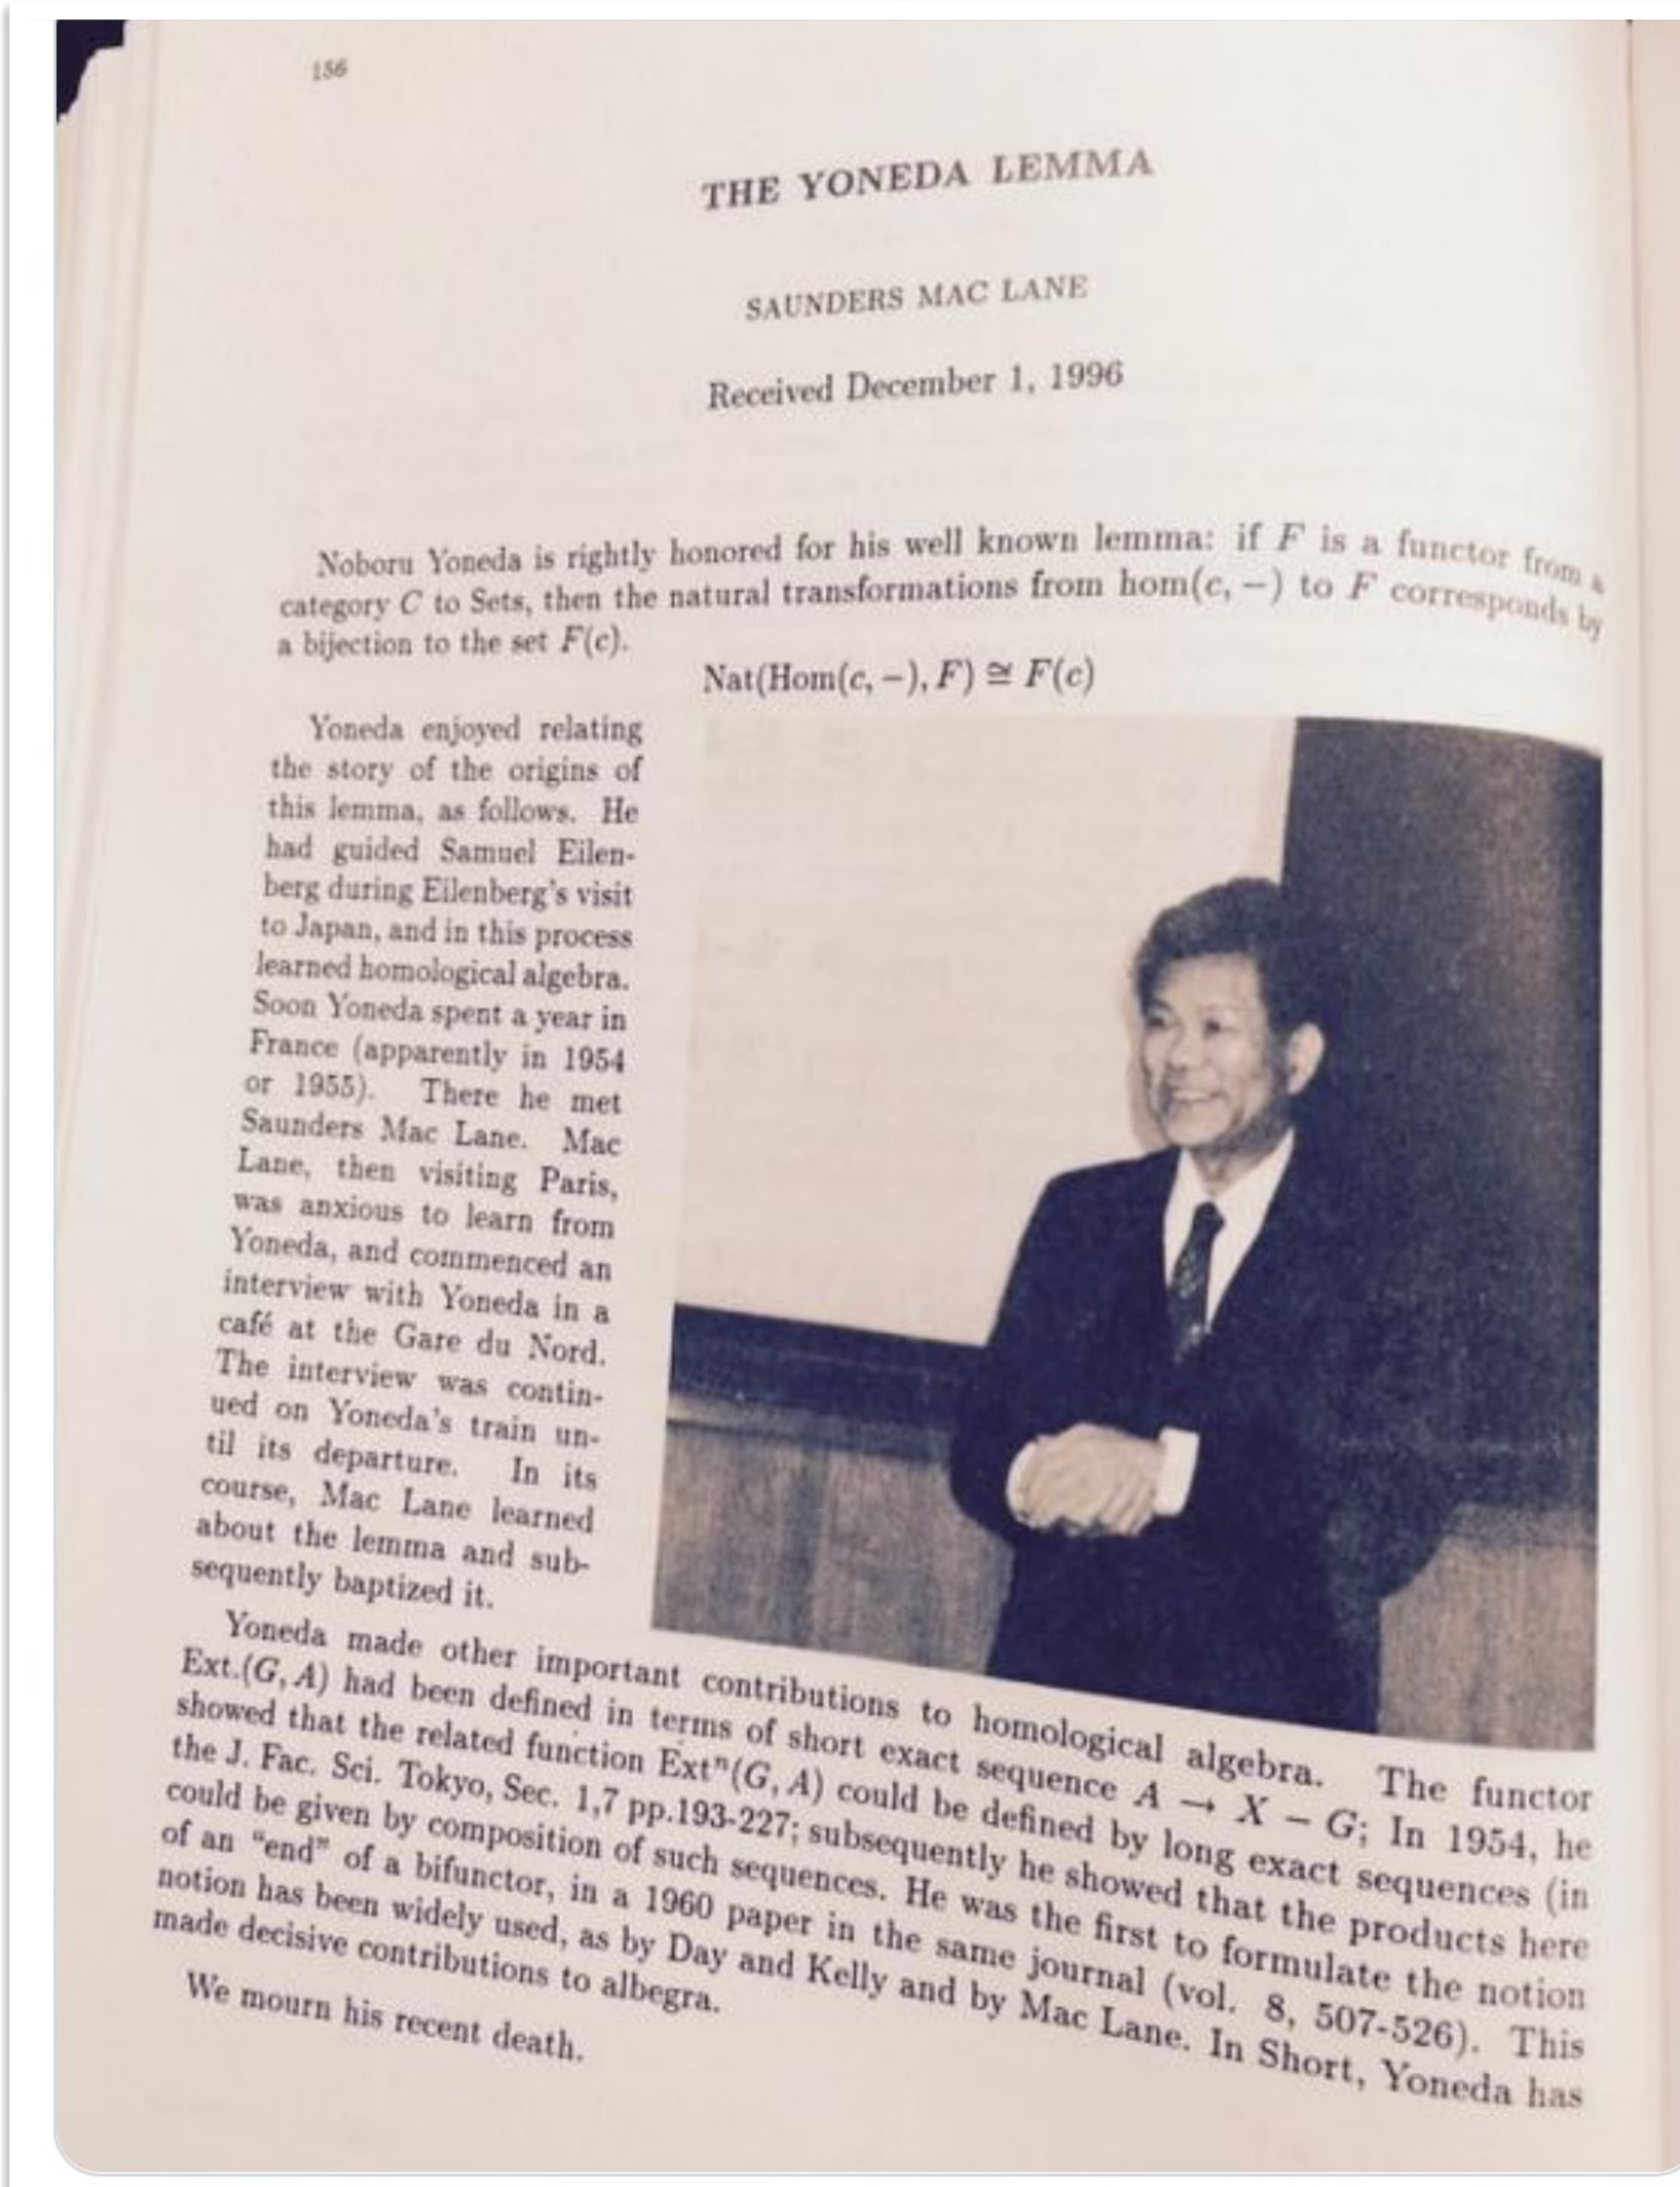 156
THE YONEDA LEMMA
SAUNDERS MAC LANE
Received December 1, 1996
Noboru Yoneda is rightly honored for his well known lemma: if F is a functor from a
category C to Sets, then the natural transformations from hom(c, −) to F corresponds by
a bijection to the set F(c).
Nat(Hom(c, −), F) ≅ F(c)
Yoneda enjoyed relating
the story of the origins of
this lemma, as follows. He
had guided Samuel Eilen-
berg during Eilenberg's visit
to Japan, and in this process
learned homological algebra.
Soon Yoneda spent a year in
France (apparently in 1954
or 1955). There he met
Saunders Mac Lane. Mac
Lane, then visiting Paris,
was anxious to learn from
Yoneda, and commenced an
interview with Yoneda in a
café at the Gare du Nord.
The interview was contin-
ued on Yoneda's train un-
til its departure. In its
course, Mac Lane learned
about the lemma and sub-
sequently baptized it.
Yoneda made other important contributions to homological algebra. The functor
Ext.(G, A) had been defined in terms of short exact sequence A → X − G; In 1954, he
showed that the related function Extⁿ(G, A) could be defined by long exact sequences (in
the J. Fac. Sci. Tokyo, Sec. 1,7 pp.193-227; subsequently he showed that the products here
could be given by composition of such sequences. He was the first to formulate the notion
of an "end" of a bifunctor, in a 1960 paper in the same journal (vol. 8, 507-526). This
notion has been widely used, as by Day and Kelly and by Mac Lane. In Short, Yoneda has
made decisive contributions to albegra.
We mourn his recent death.